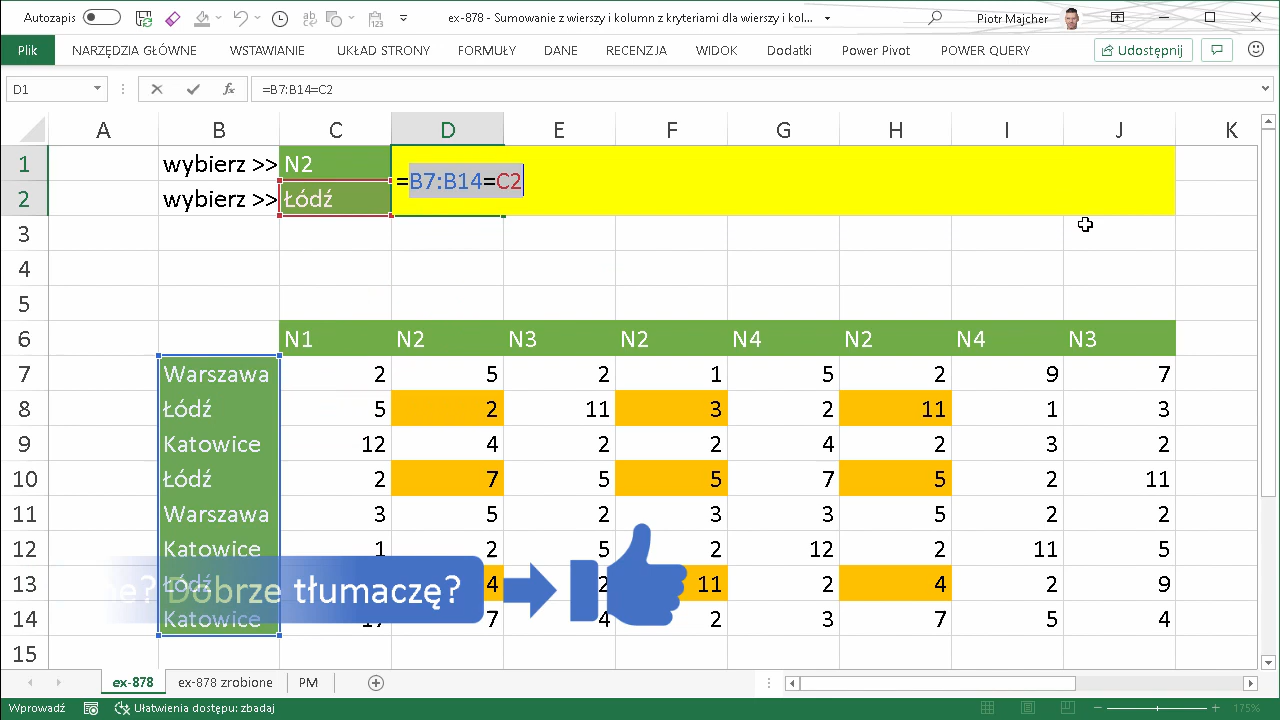 Autozapis ex-878 - Sumowanie z wierszy i kolumn z kryteriami dla wierszy i ko... Piotr Majcher
Plik NARZĘDZIA GŁÓWNE WSTAWIANIE UKŁAD STRONY FORMUŁY DANE RECENZJA WIDOK Dodatki Power Pivot POWER QUERY Udostępnij
D1 fx =B7:B14=C2
A B C D E F G H I J K
1 wybierz >> N2 =B7:B14=C2
2 wybierz >> Łódź
3
4
5
6 N1 N2 N3 N2 N4 N2 N4 N3
7 Warszawa 2 5 2 1 5 2 9 7
8 Łódź 5 2 11 3 2 11 1 3
9 Katowice 12 4 2 2 4 2 3 2
10 Łódź 2 7 5 5 7 5 2 11
11 Warszawa 3 5 2 3 3 5 2 2
12 Katowice 1 2 5 2 12 2 11 5
13 Łódź 4 2 11 4 2 9
e? Dobrze tłumaczę?
14 Katowice 17 7 4 2 3 7 5 4
15
ex-878 ex-878 zrobione PM
Wprowadź Ułatwienia dostępu: zbadaj 175%